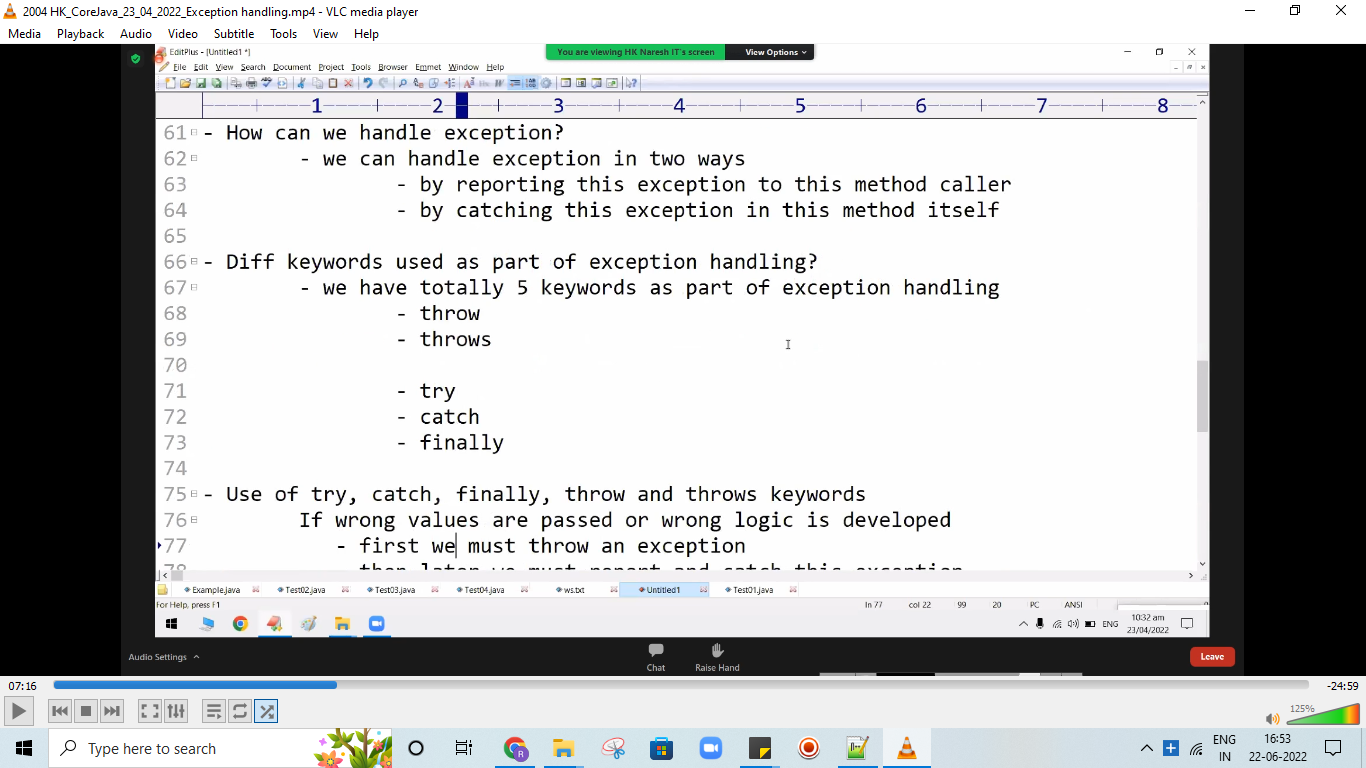 2004 HK_CoreJava_23_04_2022_Exception handling.mp4 - VLC media player
Media Playback Audio Video Subtitle Tools View Help
EditPlus - [Untitled1 *]
You are viewing HK Naresh IT's screen View Options
File Edit View Search Document Project Tools Browser Emmet Window Help
1 2 3 4 5 6 7 8
61 - How can we handle exception?
62 - we can handle exception in two ways
63 - by reporting this exception to this method caller
64 - by catching this exception in this method itself
65
66 - Diff keywords used as part of exception handling?
67 - we have totally 5 keywords as part of exception handling
68 - throw
69 - throws
70
71 - try
72 - catch
73 - finally
74
75 - Use of try, catch, finally, throw and throws keywords
76 If wrong values are passed or wrong logic is developed
77 - first we must throw an exception
78 - then later we must report and catch this exception
Example.java Test02.java Test03.java Test04.java ws.txt Untitled1 Test01.java
For Help, press F1 ln 77 col 22 99 20 PC ANSI
ENG 10:32 am
23/04/2022
Audio Settings Chat Raise Hand Leave
07:16 -24:59
125%
Type here to search
ENG 16:53
IN 22-06-2022